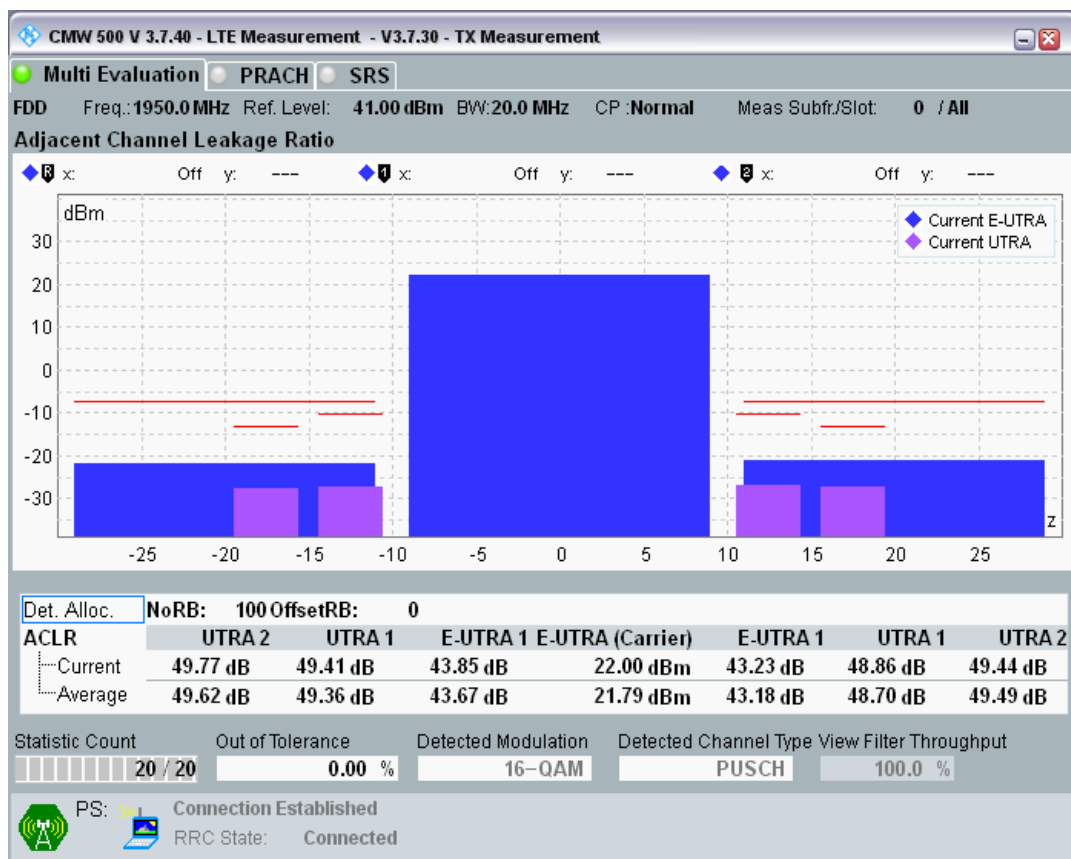 CMW 500 V 3.7.40 - LTE Measurement - V3.7.30 - TX Measurement
Multi Evaluation PRACH SRS
FDD Freq.: 1950.0 MHz Ref. Level: 41.00 dBm BW: 20.0 MHz CP : Normal Meas Subfr./Slot: 0 / All
Adjacent Channel Leakage Ratio
R x: Off y: --- 1 x: Off y: --- 2 x: Off y: ---
dBm
Current E-UTRA
Current UTRA
30
20
10
0
-10
-20
-30
z
-25 -20 -15 -10 -5 0 5 10 15 20 25
Det. Alloc. NoRB: 100 OffsetRB: 0
ACLR UTRA 2 UTRA 1 E-UTRA 1 E-UTRA (Carrier) E-UTRA 1 UTRA 1 UTRA 2
Current 49.77 dB 49.41 dB 43.85 dB 22.00 dBm 43.23 dB 48.86 dB 49.44 dB
Average 49.62 dB 49.36 dB 43.67 dB 21.79 dBm 43.18 dB 48.70 dB 49.49 dB
Statistic Count Out of Tolerance Detected Modulation Detected Channel Type View Filter Throughput
20 / 20 0.00 % 16-QAM PUSCH 100.0 %
PS: Connection Established
RRC State: Connected